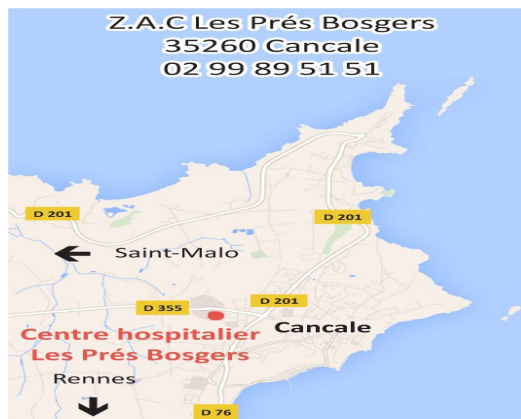 Z.A.C Les Prés Bosgers
35260 Cancale
02 99 89 51 51
D 201
D 201
Saint-Malo
D 201
D 355
Cancale
Centre hospitalier
Les Prés Bosgers
Rennes
D 76